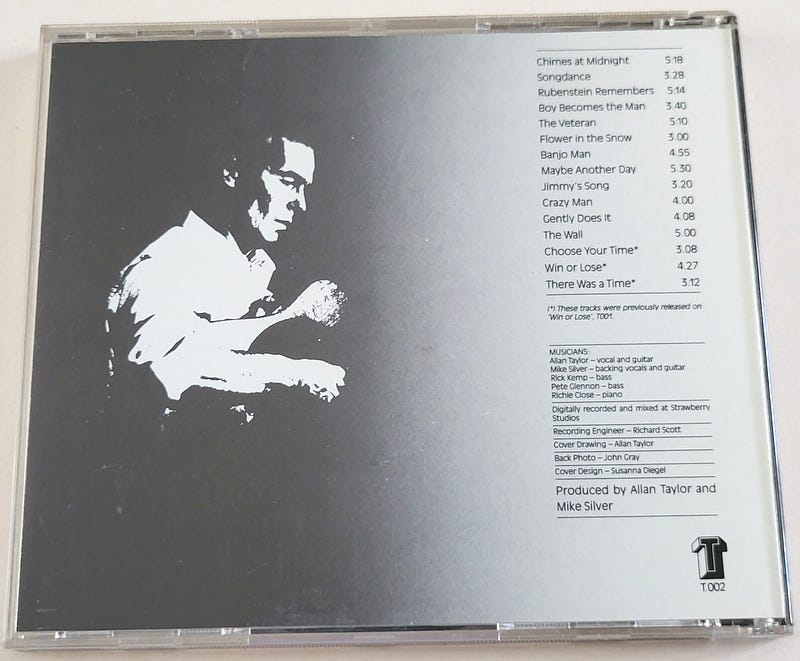 Chimes at Midnight 5:18
Songdance 3.28
Rubenstein Remembers 5:14
Boy Becomes the Man 3.40
The Veteran 5:10
Flower in the Snow 3.00
Banjo Man 4.55
Maybe Another Day 5.30
Jimmy's Song 3.20
Crazy Man 4.00
Gently Does It 4.08
The Wall 5.00
Choose Your Time* 3.08
Win or Lose* 4.27
There Was a Time* 3:12
(*) These tracks were previously released on
'Win or Lose', T001.
MUSICIANS:
Allan Taylor – vocal and guitar
Mike Silver – backing vocals and guitar
Rick Kemp – bass
Pete Glennon – bass
Richie Close – piano
Digitally recorded and mixed at Strawberry
Studios
Recording Engineer – Richard Scott
Cover Drawing – Allan Taylor
Back Photo – John Gray
Cover Design – Susanna Diegel
Produced by Allan Taylor and
Mike Silver
T
T.002